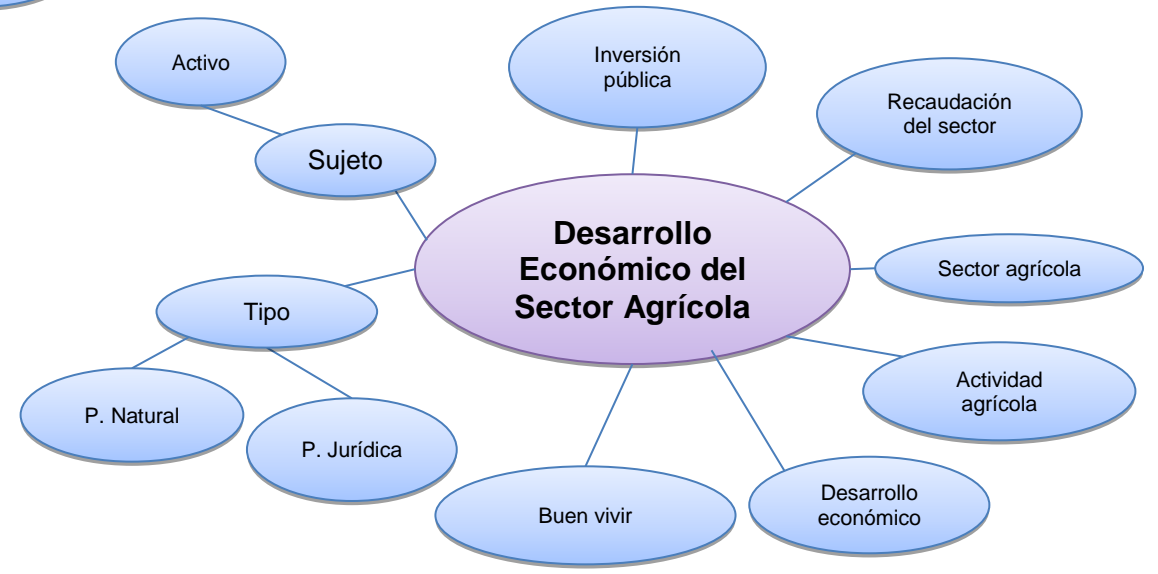 Inversión
pública
Activo
Recaudación
del sector
Sujeto
Desarrollo
Económico del
Sector Agrícola
Sector agrícola
Tipo
Actividad
agrícola
P. Natural
P. Jurídica
Desarrollo
económico
Buen vivir